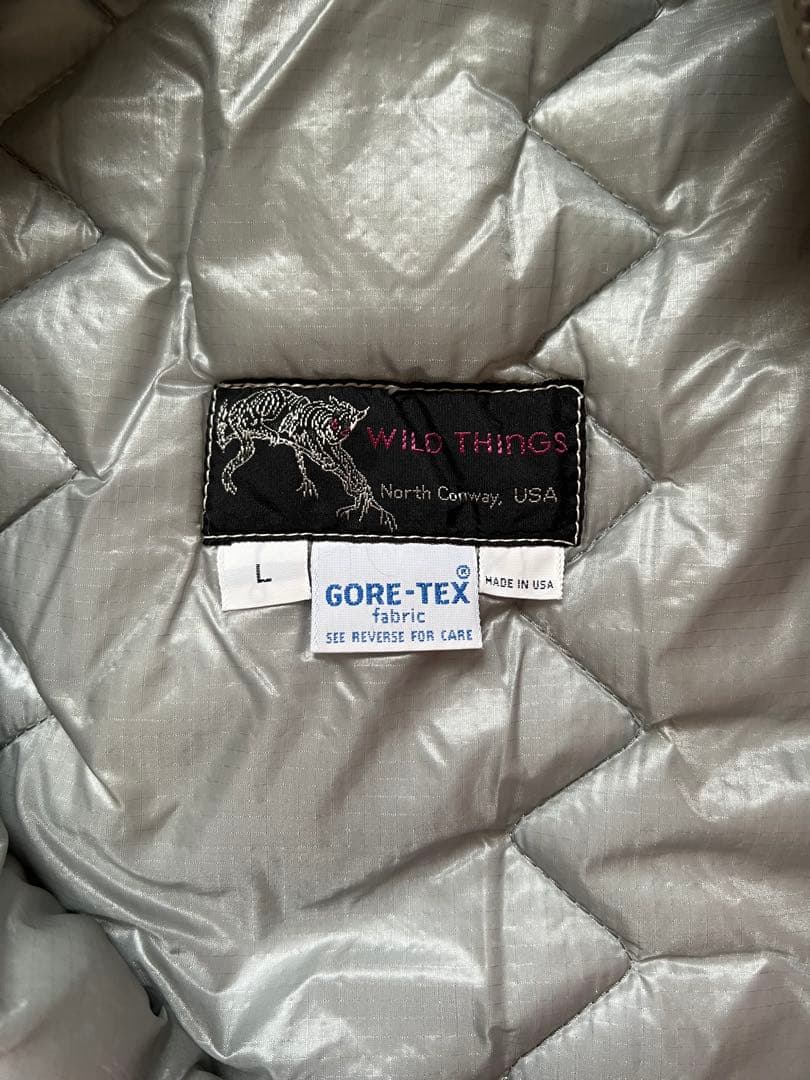 WILD THINGS
North Conway, USA
L
GORE-TEX®
fabric
SEE REVERSE FOR CARE
MADE IN USA